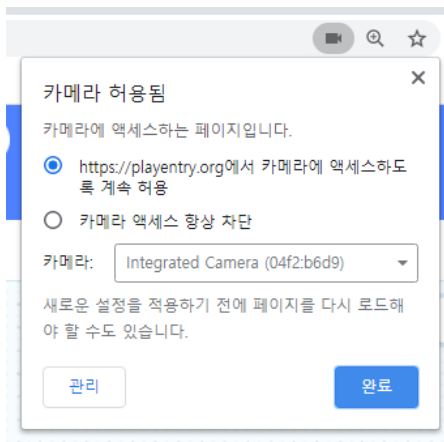 카메라 허용됨
카메라에 액세스하는 페이지입니다.
https://playentry.org에서 카메라에 액세스하도
록 계속 허용
카메라 액세스 항상 차단
카메라: Integrated Camera (04f2:b6d9)
새로운 설정을 적용하기 전에 페이지를 다시 로드해
야 할 수도 있습니다.
관리 완료